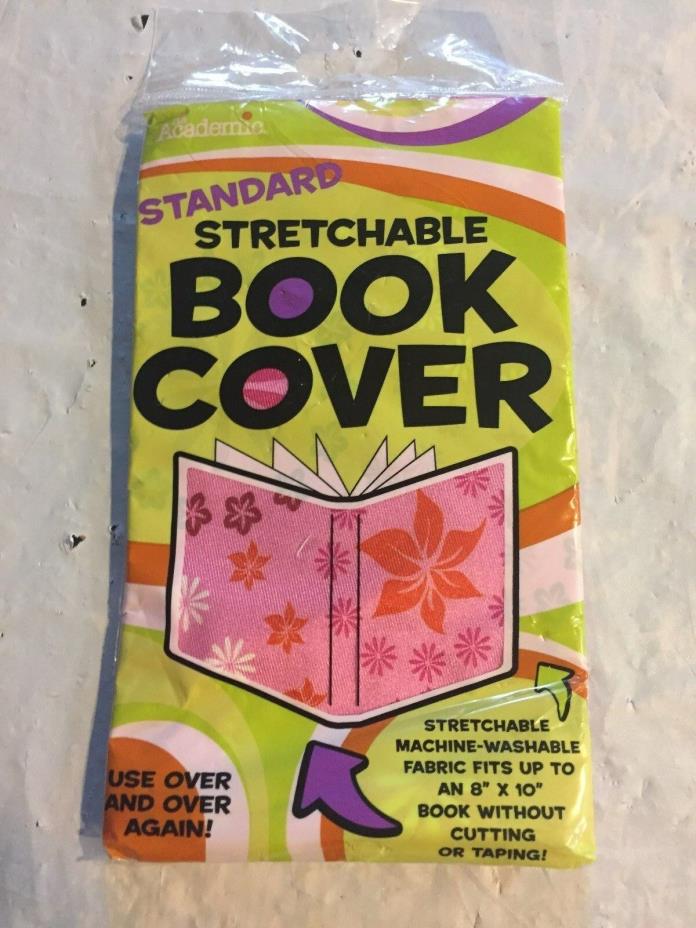 Academic
STANDARD
STRETCHABLE
BOOK
COVER
STRETCHABLE
MACHINE-WASHABLE
FABRIC FITS UP TO
AN 8" X 10"
BOOK WITHOUT
CUTTING
OR TAPING!
USE OVER
AND OVER
AGAIN!